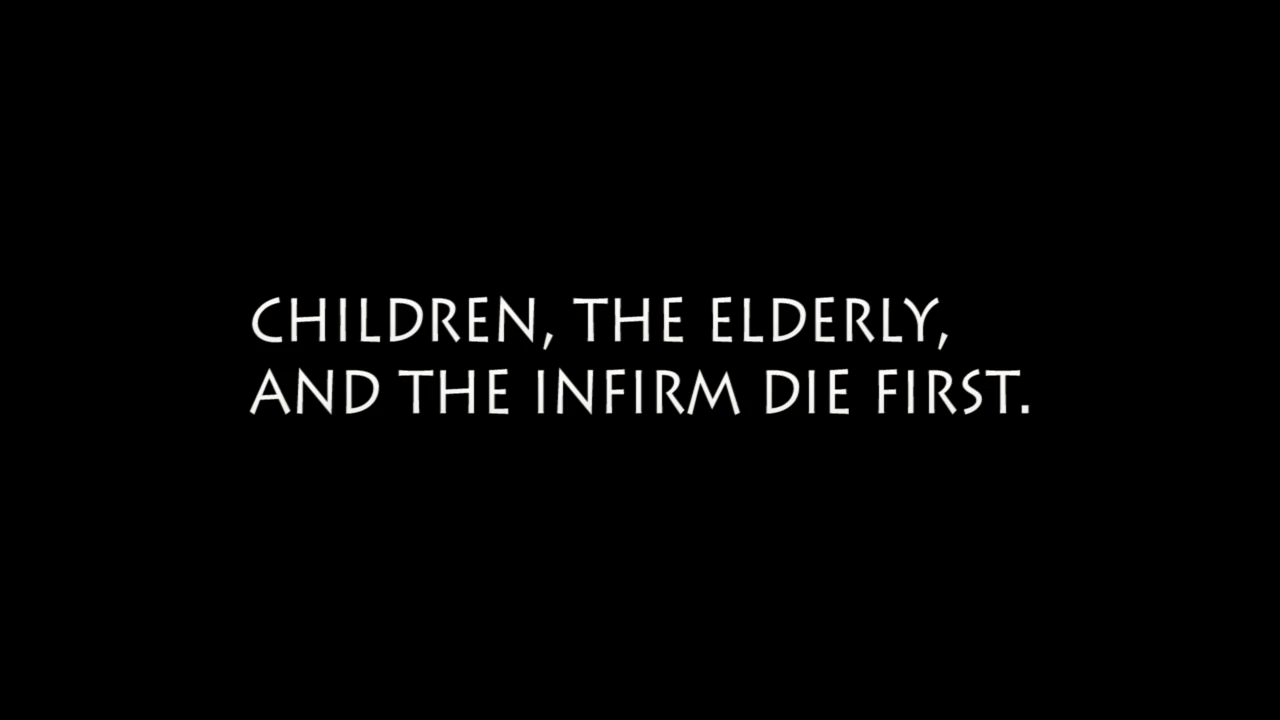 CHILDREN, THE ELDERLY,
AND THE INFIRM DIE FIRST.